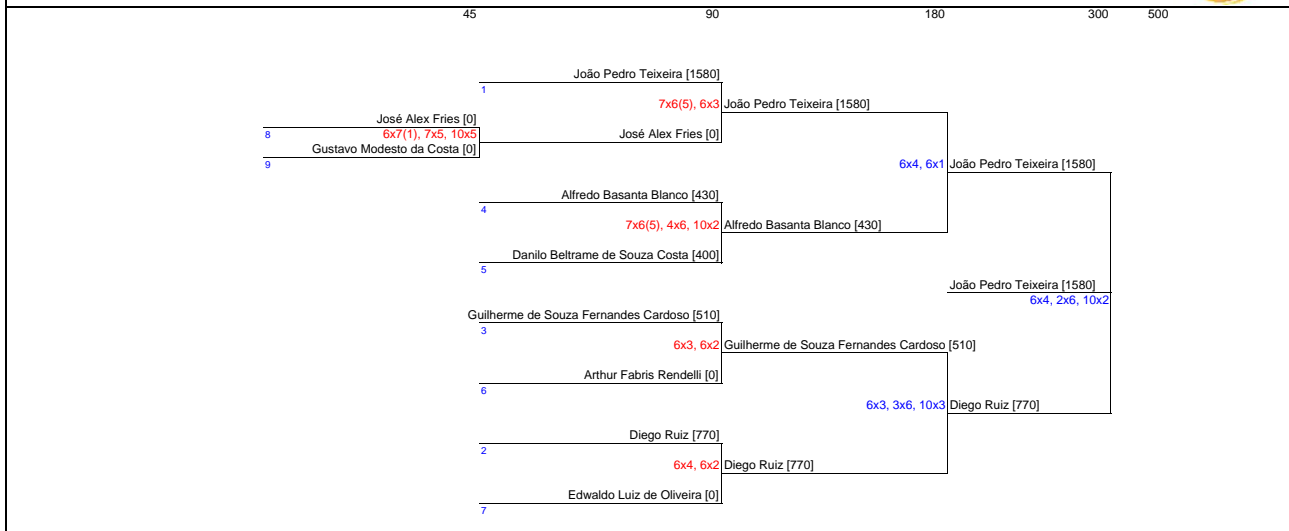 45 90 180 300 500
João Pedro Teixeira [1580]
1
7x6(5), 6x3 João Pedro Teixeira [1580]
José Alex Fries [0]
8 6x7(1), 7x5, 10x5 José Alex Fries [0]
Gustavo Modesto da Costa [0]
9
6x4, 6x1 João Pedro Teixeira [1580]
Alfredo Basanta Blanco [430]
4
7x6(5), 4x6, 10x2 Alfredo Basanta Blanco [430]
Danilo Beltrame de Souza Costa [400]
5
João Pedro Teixeira [1580]
6x4, 2x6, 10x2
Guilherme de Souza Fernandes Cardoso [510]
3
6x3, 6x2 Guilherme de Souza Fernandes Cardoso [510]
Arthur Fabris Rendelli [0]
6
6x3, 3x6, 10x3 Diego Ruiz [770]
Diego Ruiz [770]
2
6x4, 6x2 Diego Ruiz [770]
Edwaldo Luiz de Oliveira [0]
7